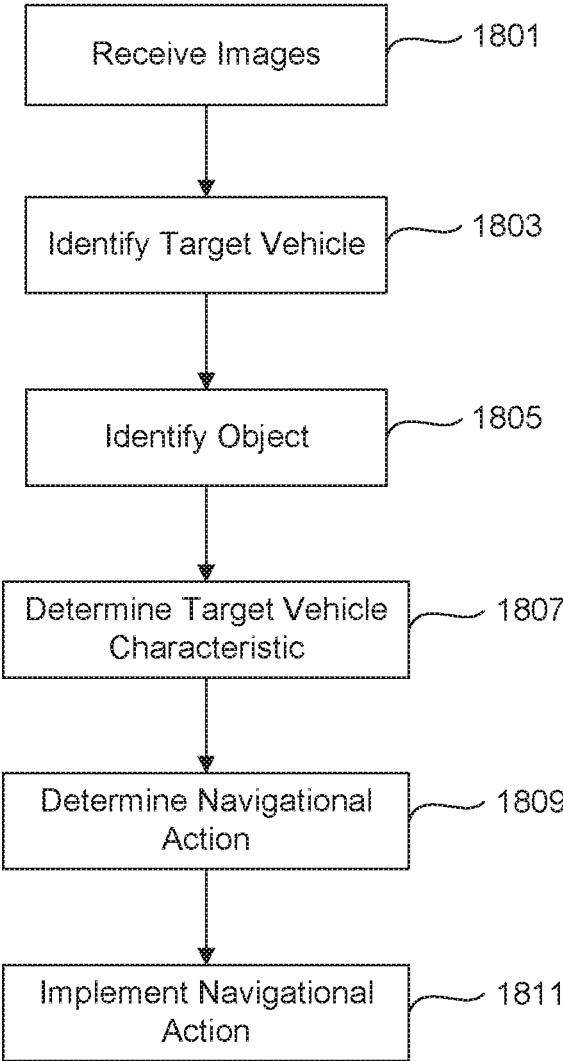 Receive Images
1801
Identify Target Vehicle
1803
Identify Object
1805
Determine Target Vehicle
Characteristic
1807
Determine Navigational
Action
1809
Implement Navigational
Action
1811